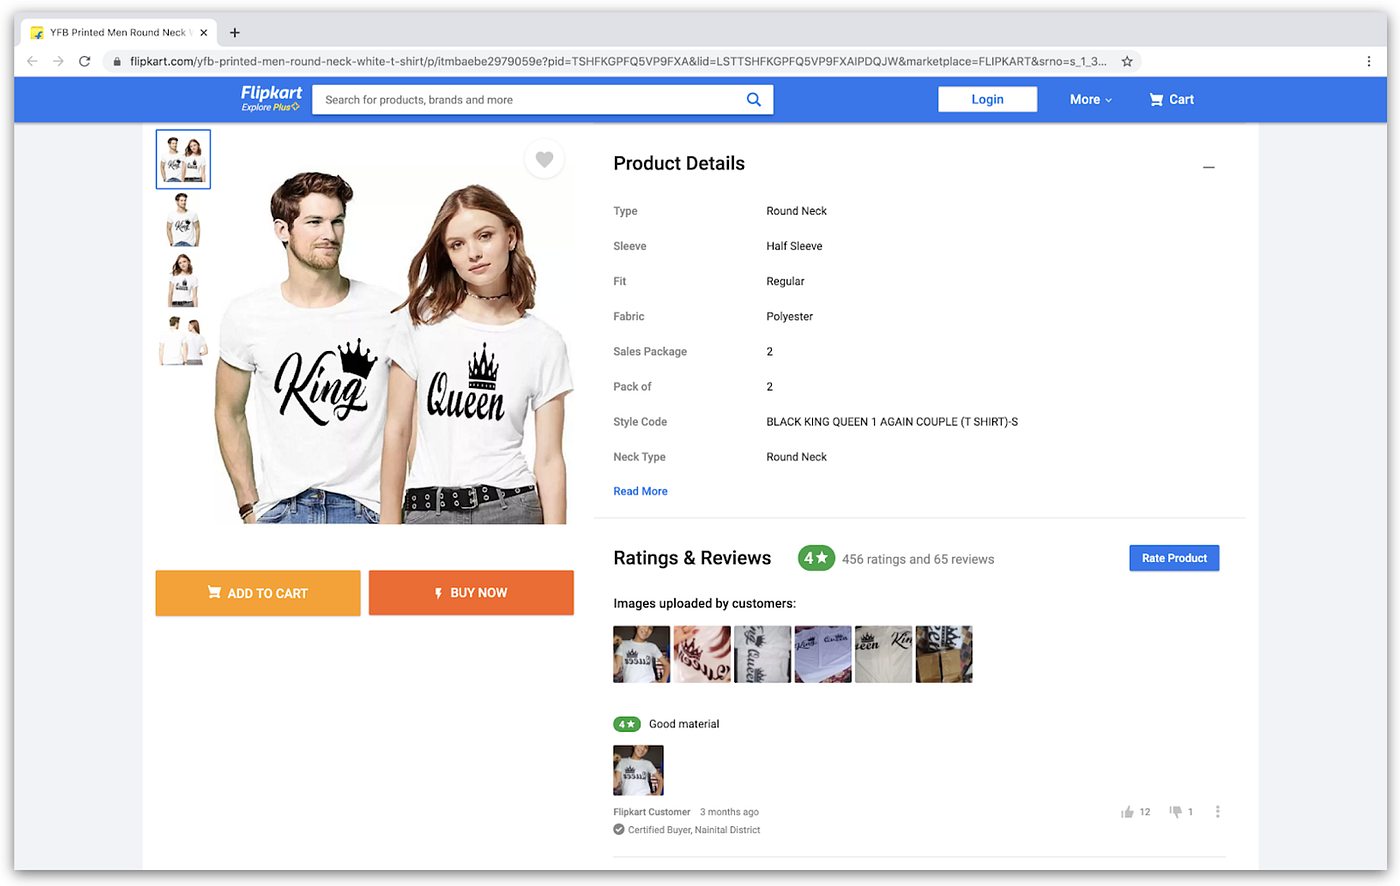 YFB Printed Men Round Neck W
flipkart.com/yfb-printed-men-round-neck-white-t-shirt/p/itmbaebe2979059e?pid=TSHFKGPFQ5VP9FXA&lid=LSTTSHFKGPFQ5VP9FXAIPDQJW&marketplace=FLIPKART&srno=s_1_3...
Flipkart
Explore Plus
Search for products, brands and more
Login
More
Cart
King
Queen
ADD TO CART
BUY NOW
Product Details
Type Round Neck
Sleeve Half Sleeve
Fit Regular
Fabric Polyester
Sales Package 2
Pack of 2
Style Code BLACK KING QUEEN 1 AGAIN COUPLE (T SHIRT)-S
Neck Type Round Neck
Read More
Ratings & Reviews 4★ 456 ratings and 65 reviews
Rate Product
Images uploaded by customers:
4★ Good material
Flipkart Customer 3 months ago
12 1
Certified Buyer, Nainital District